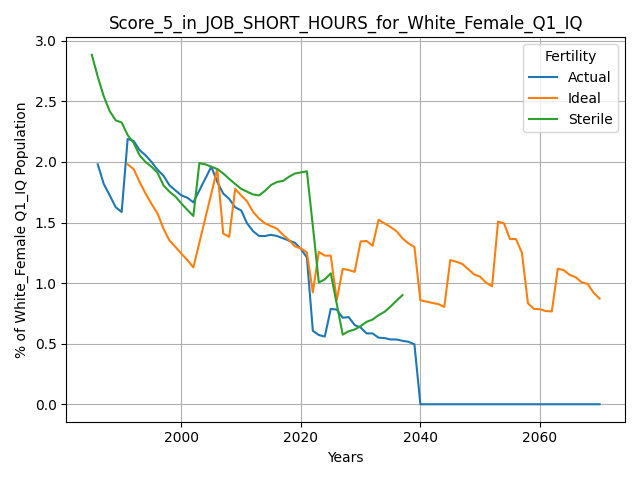 Score_5_in_JOB_SHORT_HOURS_for_White_Female_Q1_IQ
% of White_Female Q1_IQ Population
3.0
2.5
2.0
1.5
1.0
0.5
0.0
Fertility
Actual
Ideal
Sterile
2000
2020
2040
2060
Years